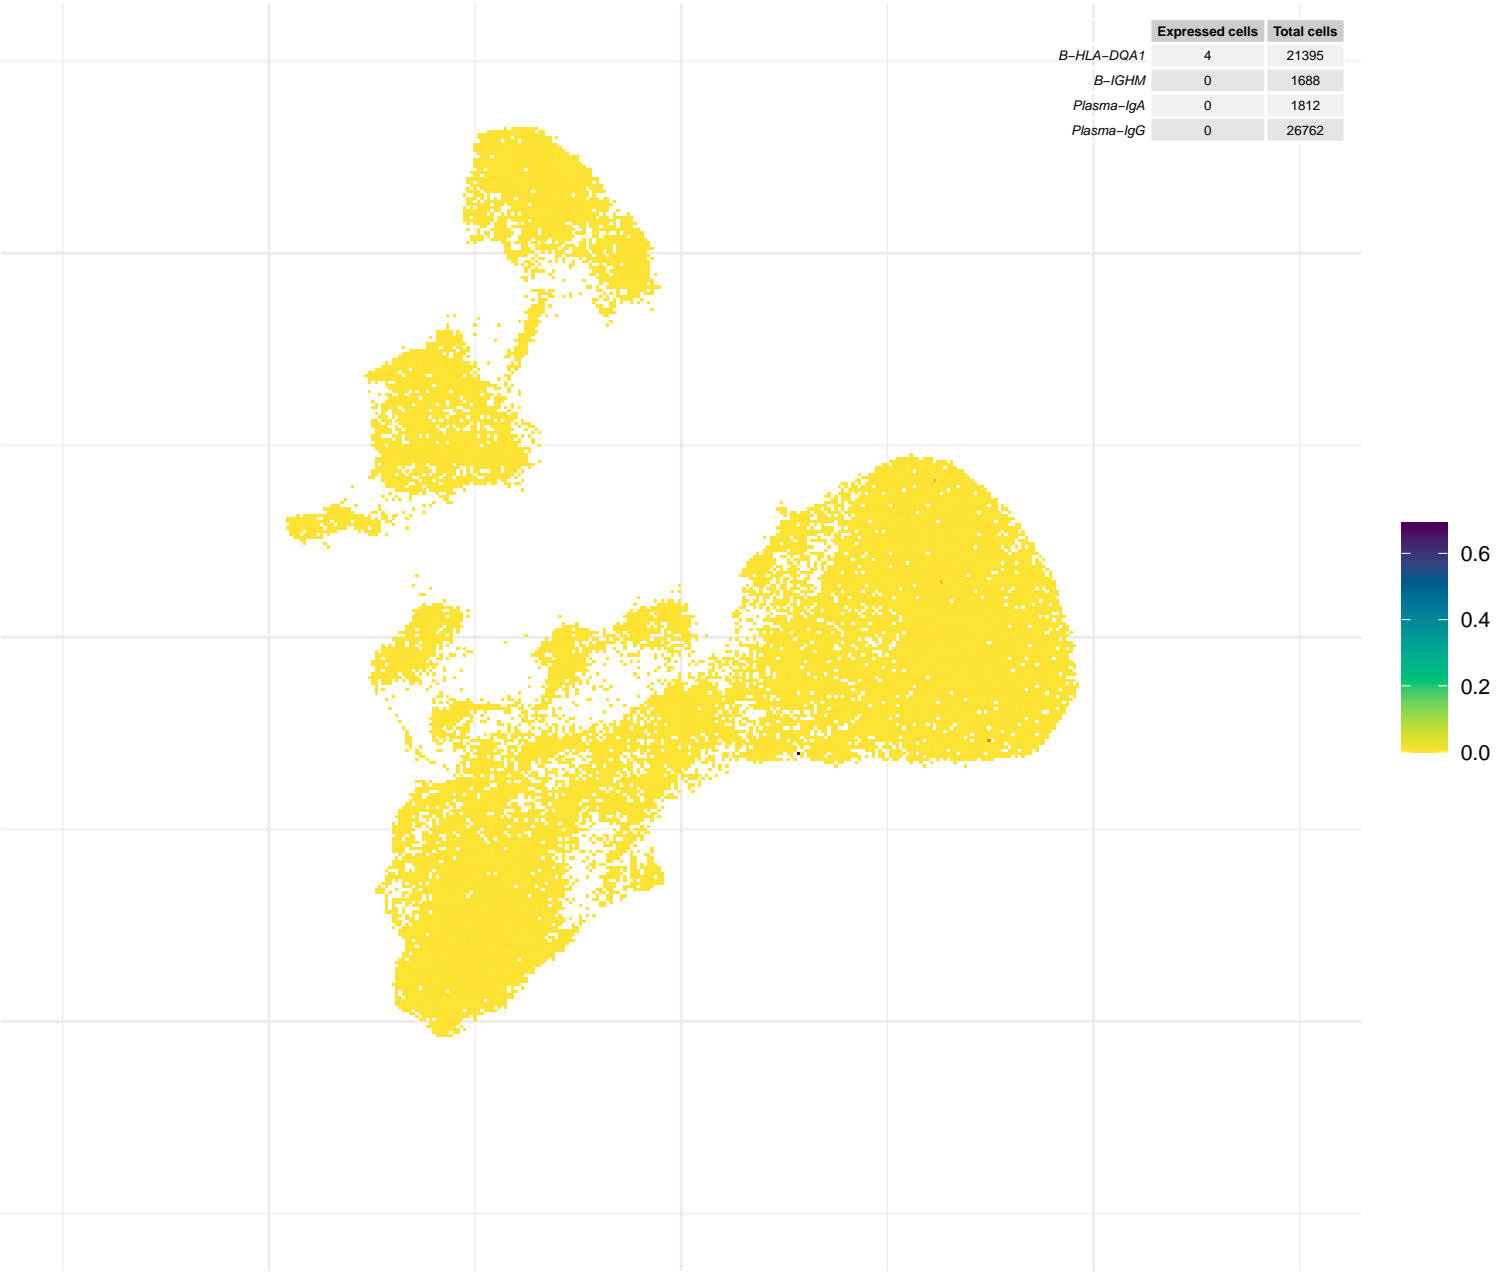 Expressed cells Total cells
B−HLA−DQA1 4 21395
B−IGHM 0 1688
Plasma−IgA 0 1812
Plasma−IgG 0 26762
0.6
0.4
0.2
0.0